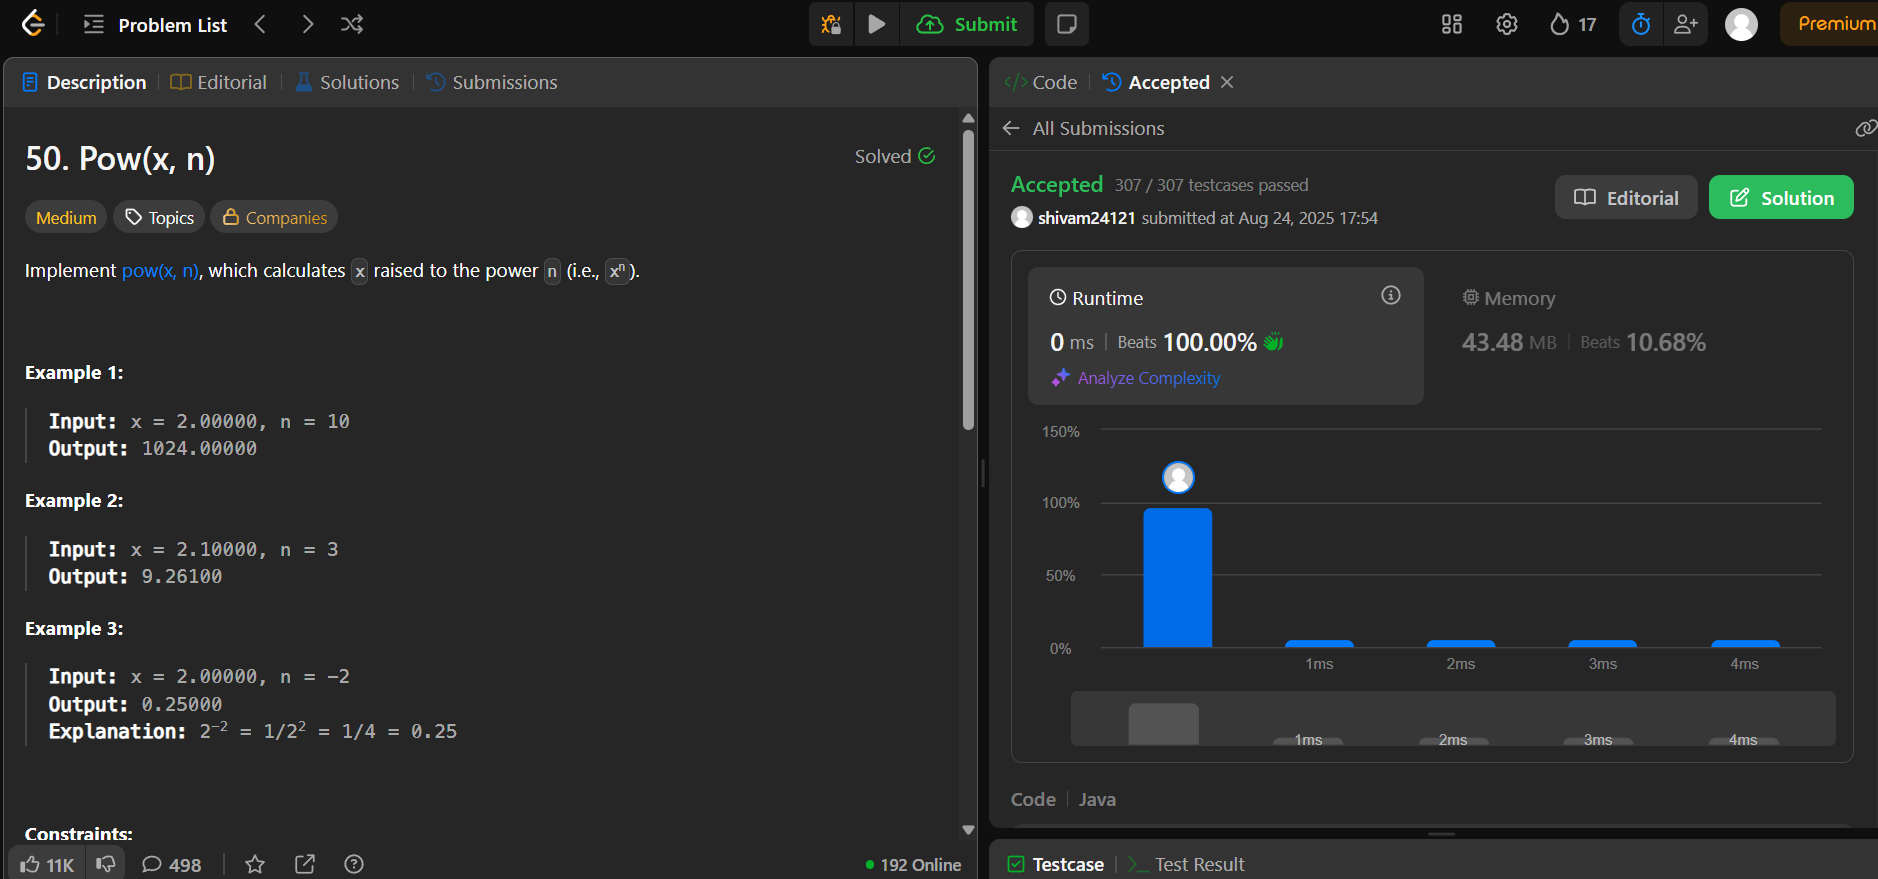 Problem List
Submit
17
Premium
Description
Editorial
Solutions
Submissions
50. Pow(x, n)
Solved
Medium
Topics
Companies
Implement pow(x, n), which calculates x raised to the power n (i.e., xⁿ).
Example 1:
Input: x = 2.00000, n = 10
Output: 1024.00000
Example 2:
Input: x = 2.10000, n = 3
Output: 9.26100
Example 3:
Input: x = 2.00000, n = -2
Output: 0.25000
Explanation: 2⁻² = 1/2² = 1/4 = 0.25
Constraints:
11K
498
192 Online
Code
Accepted
All Submissions
Accepted 307 / 307 testcases passed
shivam24121 submitted at Aug 24, 2025 17:54
Editorial
Solution
Runtime
0 ms Beats 100.00%
Analyze Complexity
Memory
43.48 MB Beats 10.68%
150%
100%
50%
0%
1ms 2ms 3ms 4ms
1ms 2ms 3ms 4ms
Code Java
Testcase
Test Result